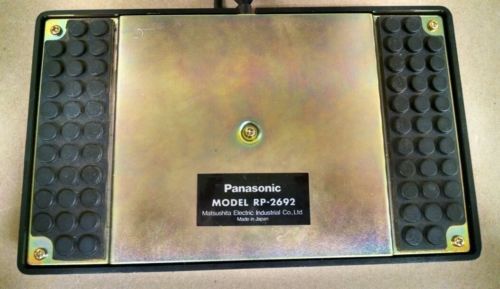 Panasonic
MODEL RP-2692
Matsushita Electric Industrial Co., Ltd.
Made in Japan